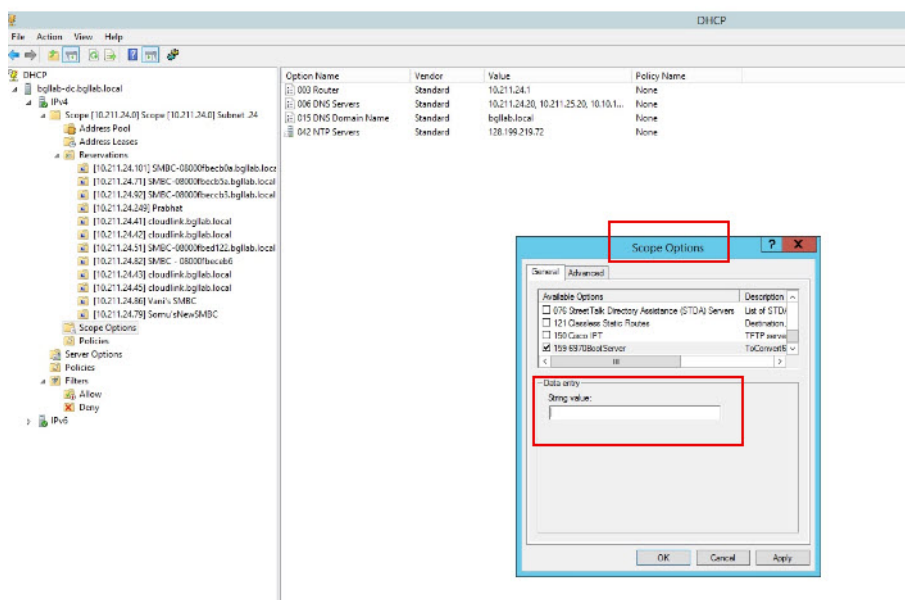 DHCP
File Action View Help
DHCP
bgllab-dc.bgllab.local
IPv4
Scope [10.211.24.0] Scope [10.211.24.0] Subnet .24
Address Pool
Address Leases
Reservations
[10.211.24.101] SMBC-08000fbecb0a.bgllab.loca
[10.211.24.71] SMBC-08000fbecb5a.bgllab.local
[10.211.24.92] SMBC-08000fbeccb3.bgllab.local
[10.211.24.249] Prabhat
[10.211.24.41] cloudlink.bgllab.local
[10.211.24.42] cloudlink.bgllab.local
[10.211.24.51] SMBC-08000fbed122.bgllab.local
[10.211.24.82] SMBC - 08000fbeceb6
[10.211.24.43] cloudlink.bgllab.local
[10.211.24.45] cloudlink.bgllab.local
[10.211.24.86] Vani's SMBC
[10.211.24.79] Somu'sNewSMBC
Scope Options
Policies
Server Options
Policies
Filters
Allow
Deny
IPv6
Option Name Vendor Value Policy Name
003 Router Standard 10.211.24.1 None
006 DNS Servers Standard 10.211.24.20, 10.211.25.20, 10.10.1... None
015 DNS Domain Name Standard bgllab.local None
042 NTP Servers Standard 128.199.219.72 None
Scope Options ? X
General Advanced
Available Options Description
076 StreetTalk Directory Assistance (STDA) Servers List of STDA
121 Classless Static Routes Destination,
150 Cisco IPT TFTP serve
159 6970BootServer ToConvert6
Data entry
String value:
OK Cancel Apply